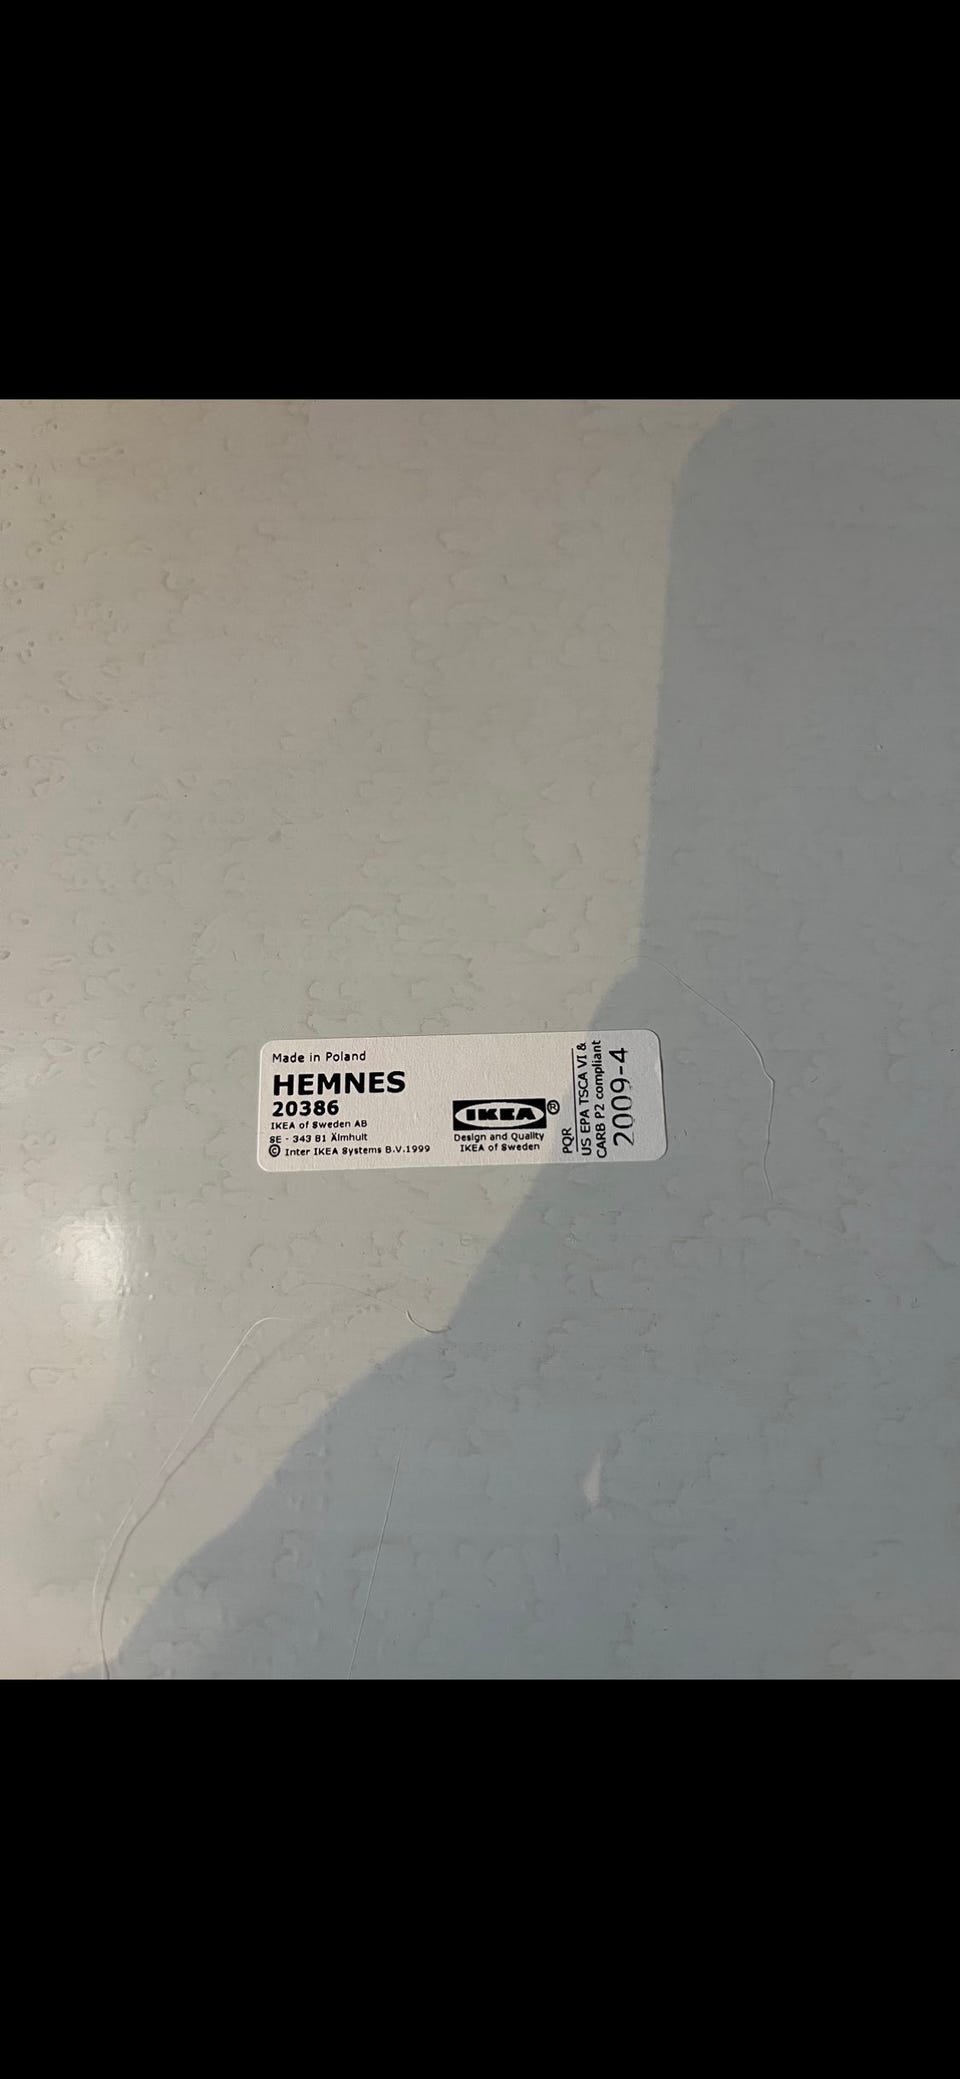 Made in Poland
HEMNES
20386
IKEA of Sweden AB
SE - 343 81 Älmhult
© Inter IKEA Systems B.V.1999
IKEA®
Design and Quality
IKEA of Sweden
PQR
US EPA TSCA VI &
CARB P2 compliant
2009-4